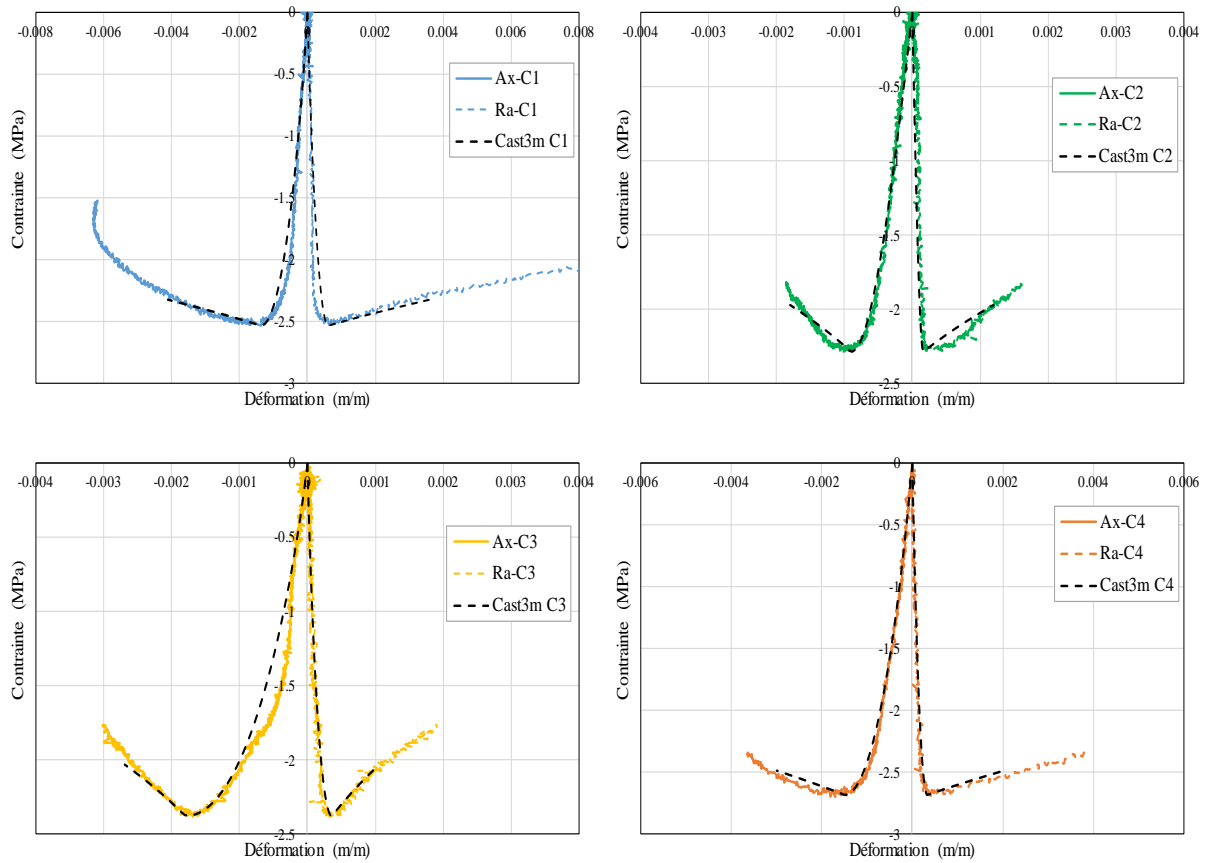 -0.008 -0.006 -0.004 -0.002 0 0.002 0.004 0.006 0.008
0
-0.5
-1
-1.5
-2
-2.5
-3
Contrainte (MPa)
Déformation (m/m)
Ax-C1
Ra-C1
Cast3m C1
-0.004 -0.003 -0.002 -0.001 0 0.001 0.002 0.003 0.004
0
-0.5
-1
-1.5
-2
-2.5
Contrainte (MPa)
Déformation (m/m)
Ax-C2
Ra-C2
Cast3m C2
-0.004 -0.003 -0.002 -0.001 0 0.001 0.002 0.003 0.004
0
-0.5
-1
-1.5
-2
-2.5
Contrainte (MPa)
Déformation (m/m)
Ax-C3
Ra-C3
Cast3m C3
-0.006 -0.004 -0.002 0 0.002 0.004 0.006
0
-0.5
-1
-1.5
-2
-2.5
-3
Contrainte (MPa)
Déformation (m/m)
Ax-C4
Ra-C4
Cast3m C4